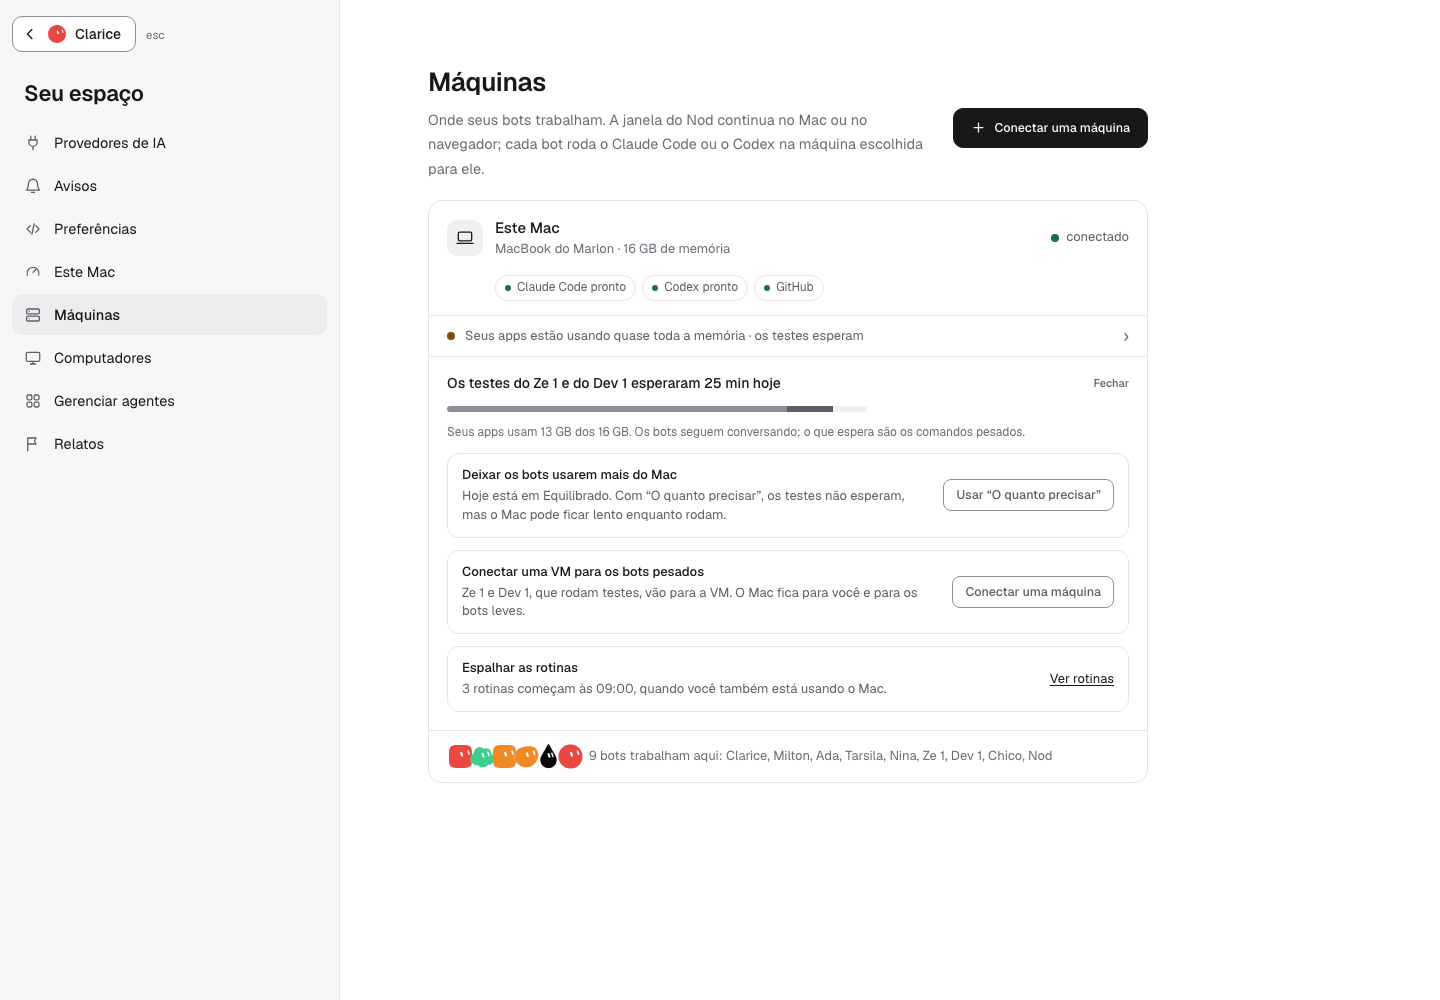 Clarice
esc
Seu espaço
Provedores de IA
Avisos
Preferências
Este Mac
Máquinas
Computadores
Gerenciar agentes
Relatos
Máquinas
Onde seus bots trabalham. A janela do Nod continua no Mac ou no
navegador; cada bot roda o Claude Code ou o Codex na máquina escolhida
para ele.
+ Conectar uma máquina
Este Mac
MacBook do Marlon · 16 GB de memória
conectado
Claude Code pronto
Codex pronto
GitHub
Seus apps estão usando quase toda a memória · os testes esperam
Os testes do Ze 1 e do Dev 1 esperaram 25 min hoje
Fechar
Seus apps usam 13 GB dos 16 GB. Os bots seguem conversando; o que espera são os comandos pesados.
Deixar os bots usarem mais do Mac
Hoje está em Equilibrado. Com “O quanto precisar”, os testes não esperam,
mas o Mac pode ficar lento enquanto rodam.
Usar “O quanto precisar”
Conectar uma VM para os bots pesados
Ze 1 e Dev 1, que rodam testes, vão para a VM. O Mac fica para você e para os
bots leves.
Conectar uma máquina
Espalhar as rotinas
3 rotinas começam às 09:00, quando você também está usando o Mac.
Ver rotinas
9 bots trabalham aqui: Clarice, Milton, Ada, Tarsila, Nina, Ze 1, Dev 1, Chico, Nod